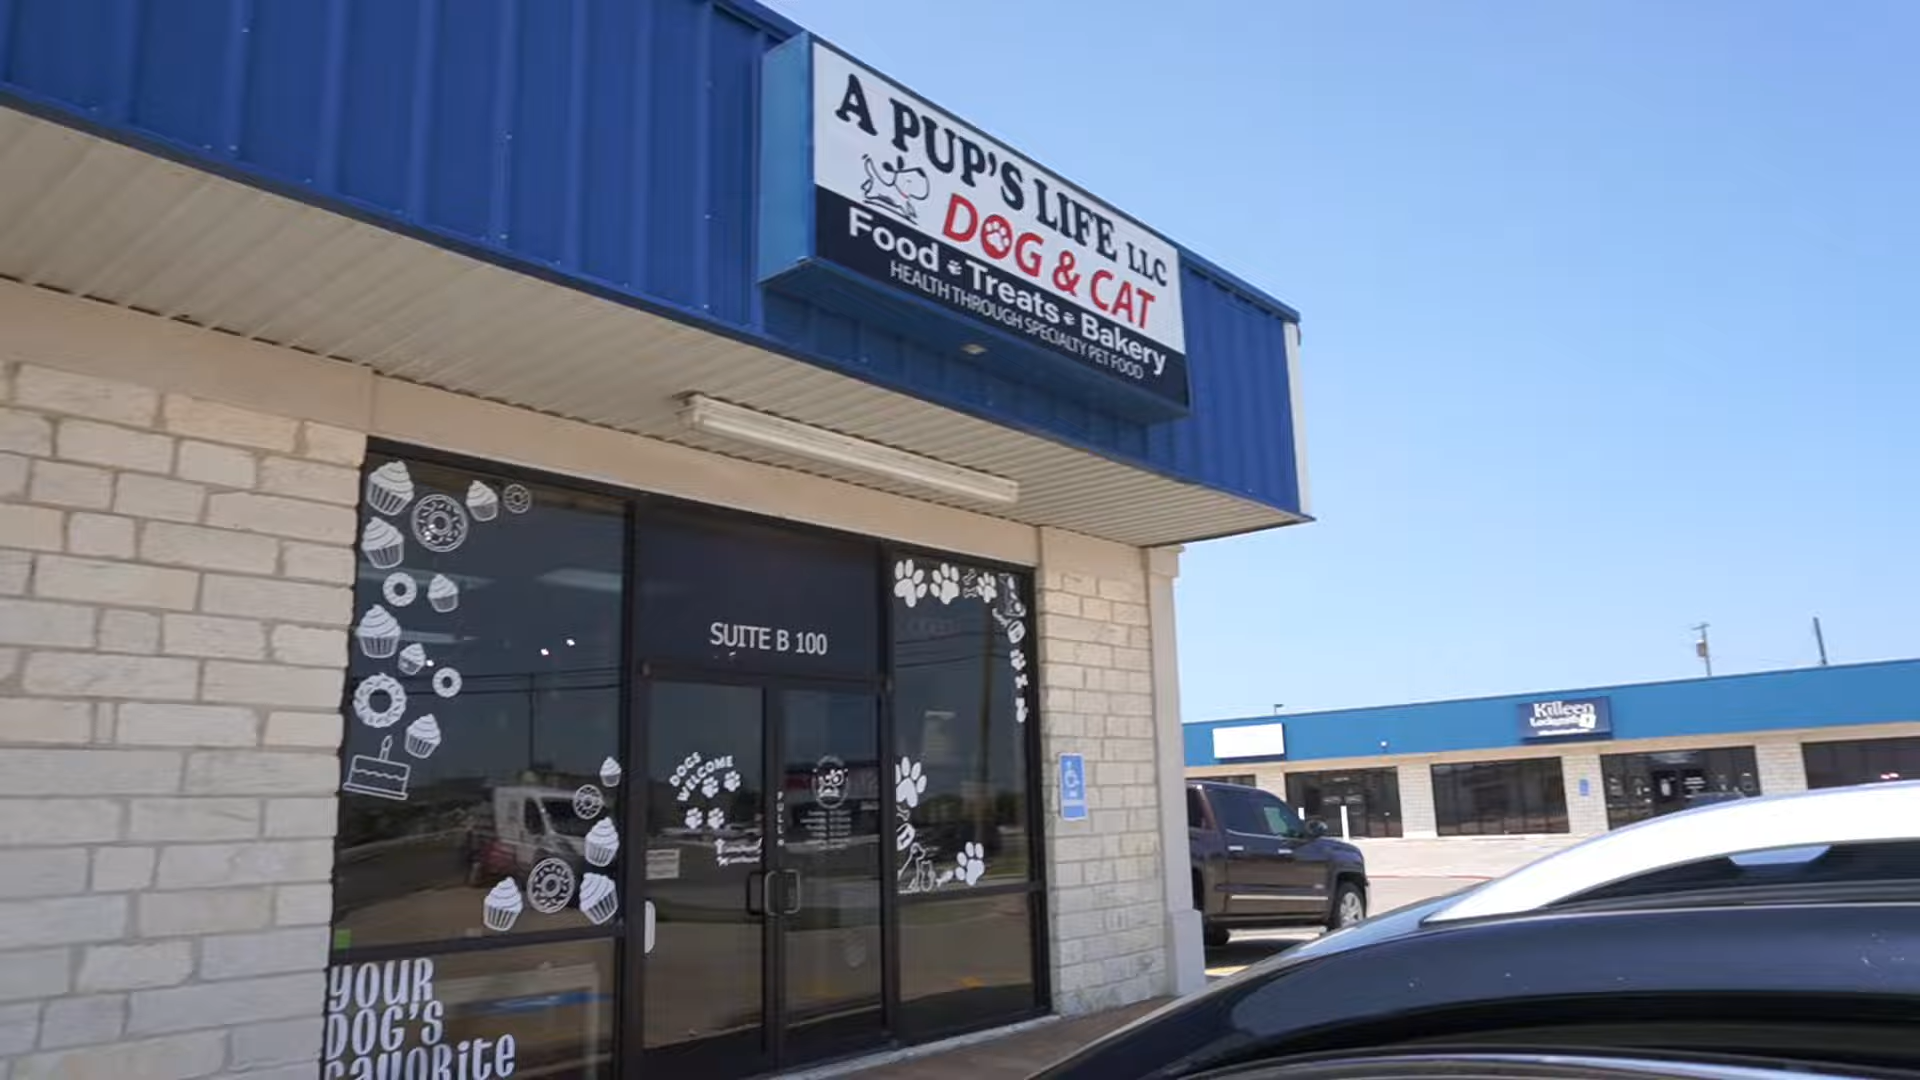 A PUP'S LIFE LLC
DOG & CAT
Food Treats Bakery
HEALTH THROUGH SPECIALTY PET FOOD
SUITE B 100
DOGS
WELCOME
PULL
YOUR
DOG'S
FAVORITE
Killeen
Locksmith